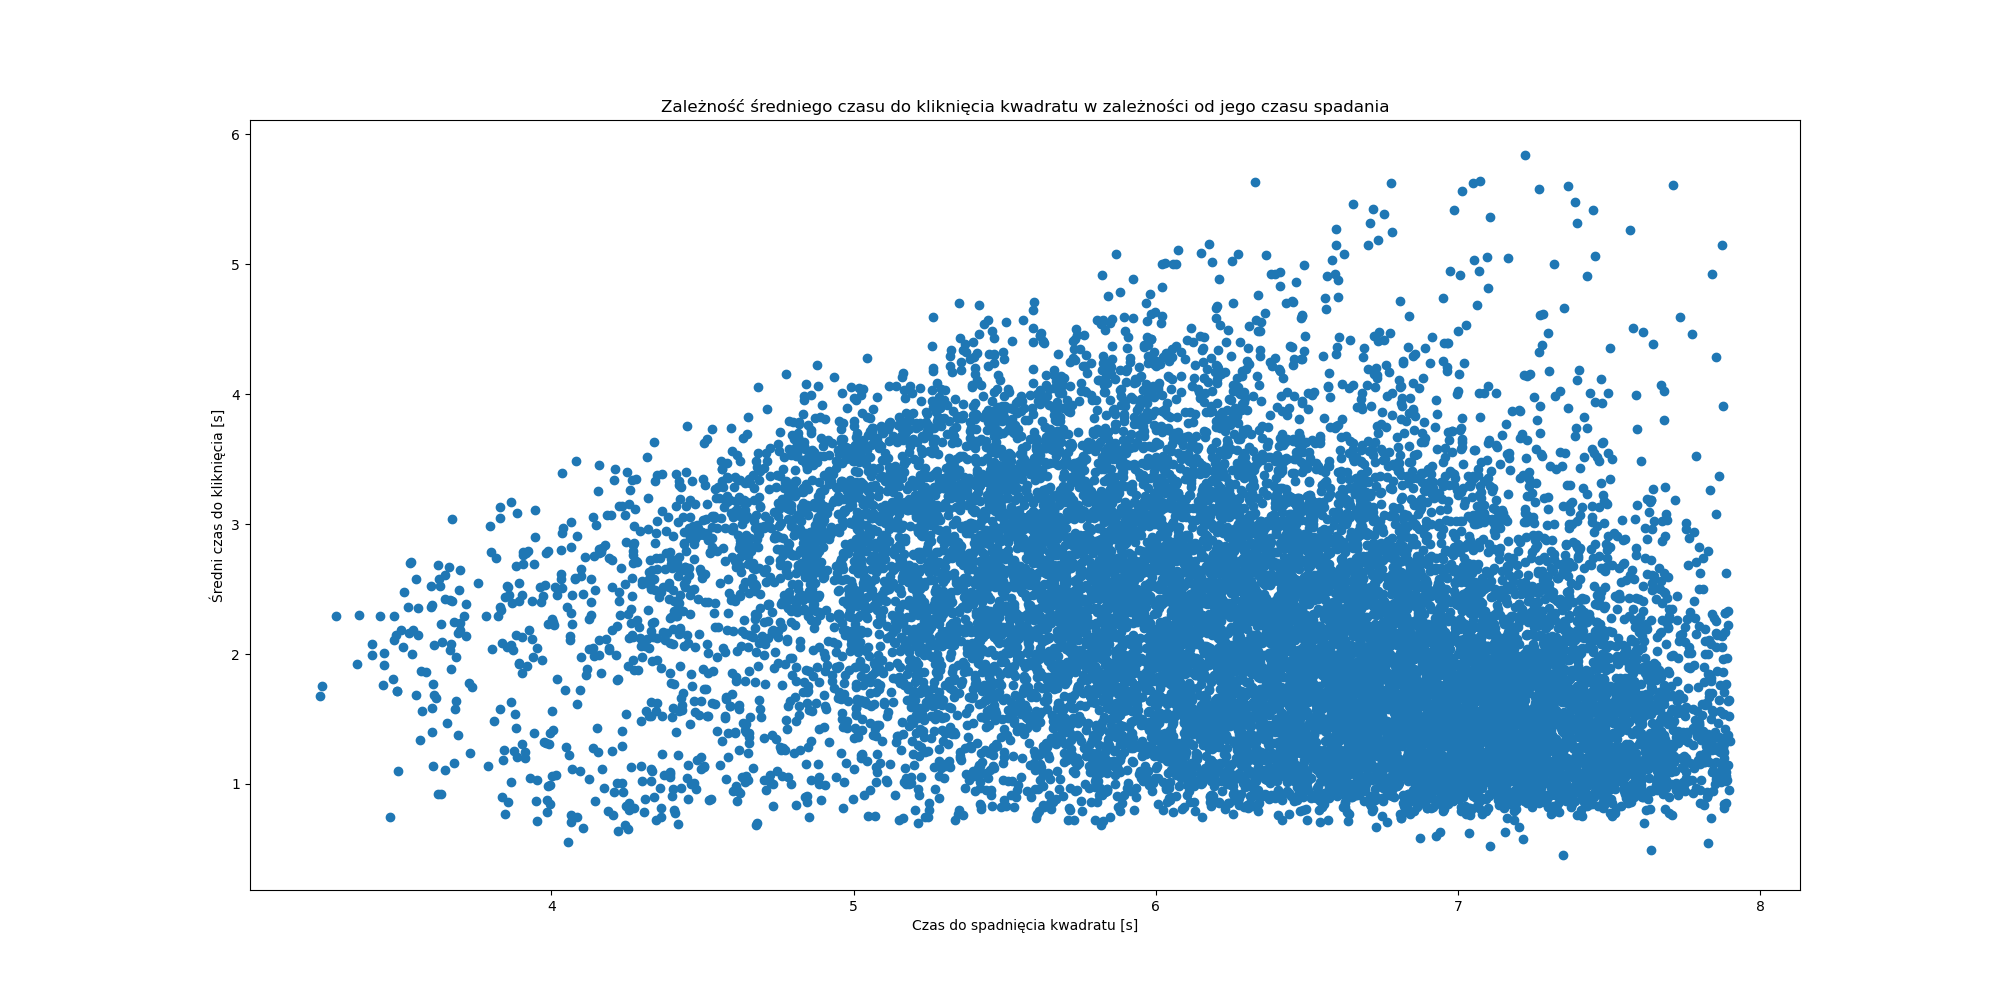 Zależność średniego czasu do kliknięcia kwadratu w zależności od jego czasu spadania
6
5
4
3
2
1
Średni czas do kliknięcia [s]
4 5 6 7 8
Czas do spadnięcia kwadratu [s]